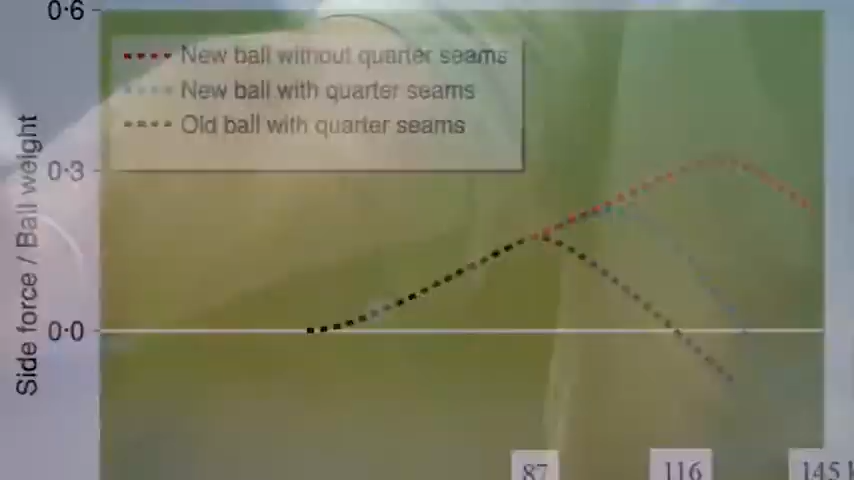 0·6
New ball without quarter seams
New ball with quarter seams
Old ball with quarter seams
Side force / Ball weight
0·3
0·0
87
116
145